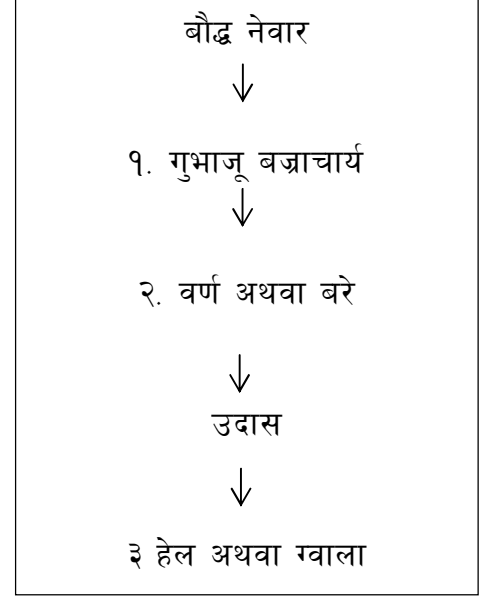 बौद्ध नेवार
१. गुभाजू बज्राचार्य
२. वर्ण अथवा बरे
उदास
३ हेल अथवा ग्वाला